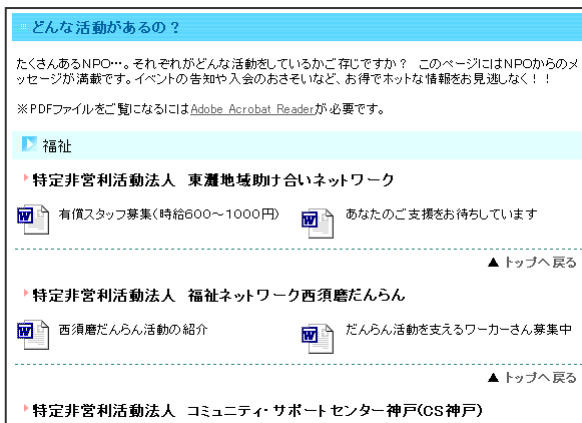 どんな活動があるの？
たくさんあるNPO…。それぞれがどんな活動をしているかご存じですか？　このページにはNPOからのメ
ッセージが満載です。イベントの告知や入会のおさそいなど、お得でホットな情報をお見逃しなく！！
※PDFファイルをご覧になるにはAdobe Acrobat Readerが必要です。
福祉
特定非営利活動法人　東灘地域助け合いネットワーク
有償スタッフ募集（時給600～1000円）　あなたのご支援をお待ちしています
▲ トップへ戻る
特定非営利活動法人　福祉ネットワーク西須磨だんらん
西須磨だんらん活動の紹介　だんらん活動を支えるワーカーさん募集中
▲ トップへ戻る
特定非営利活動法人　コミュニティ・サポートセンター神戸（CS神戸）